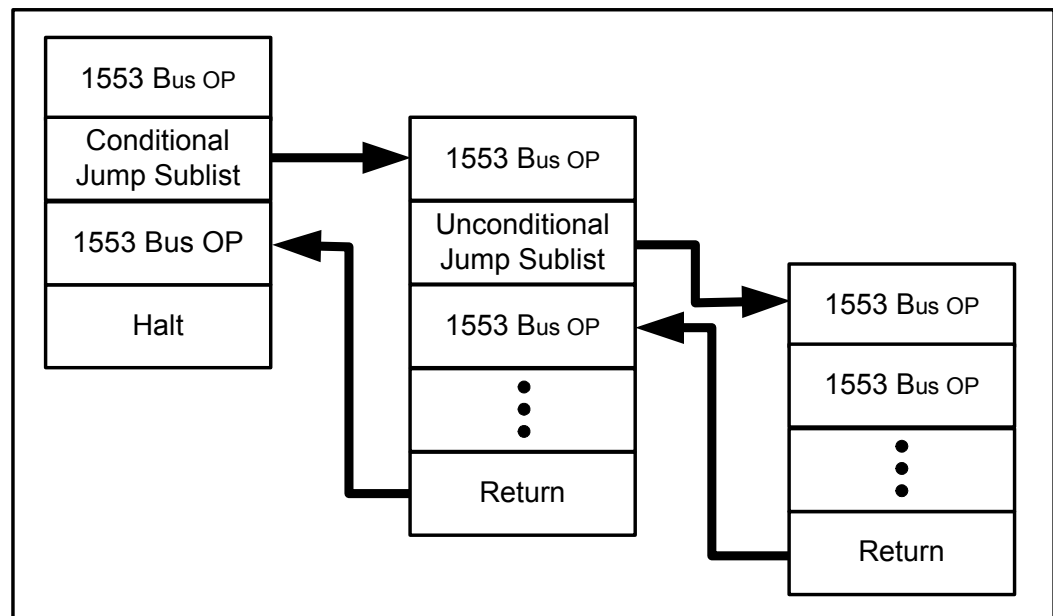 1553 Bus OP
Conditional
Jump Sublist
1553 Bus OP
Halt
1553 Bus OP
Unconditional
Jump Sublist
1553 Bus OP
Return
1553 Bus OP
1553 Bus OP
Return